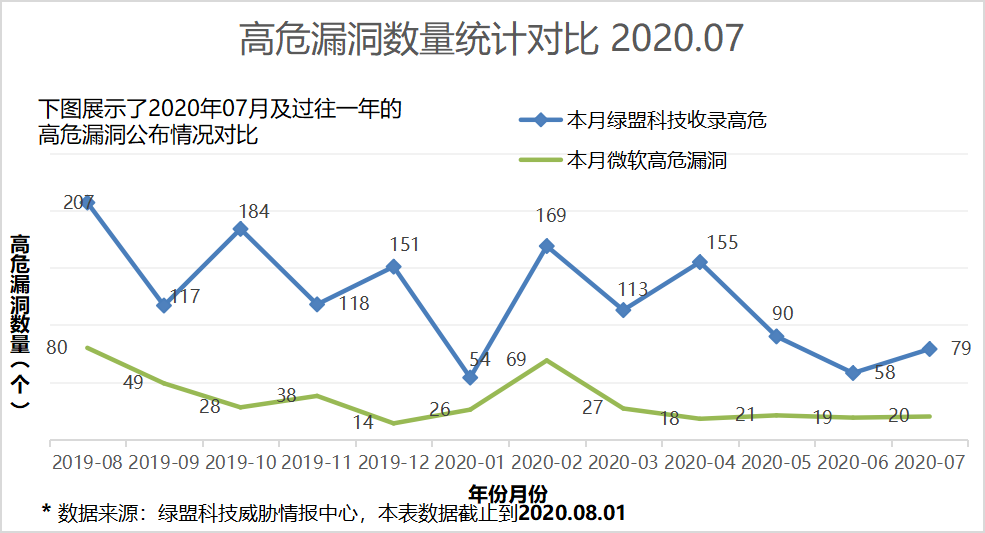 高危漏洞数量统计对比 2020.07
下图展示了2020年07月及过往一年的
高危漏洞公布情况对比
本月绿盟科技收录高危
本月微软高危漏洞
高危漏洞数量（个）
207
117
184
118
151
54
169
113
155
90
58
79
80
49
28
38
14
26
69
27
18
21
19
20
2019-08 2019-09 2019-10 2019-11 2019-12 2020-01 2020-02 2020-03 2020-04 2020-05 2020-06 2020-07
年份月份
* 数据来源：绿盟科技威胁情报中心，本表数据截止到2020.08.01